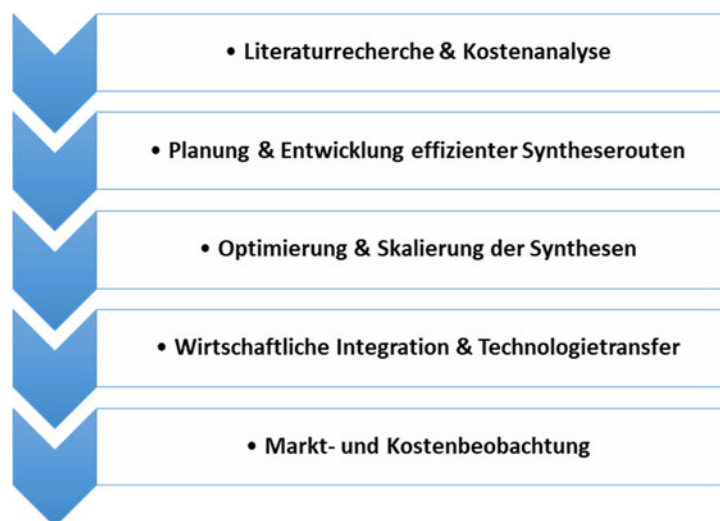 • Literaturrecherche & Kostenanalyse
• Planung & Entwicklung effizienter Syntheserouten
• Optimierung & Skalierung der Synthesen
• Wirtschaftliche Integration & Technologietransfer
• Markt- und Kostenbeobachtung